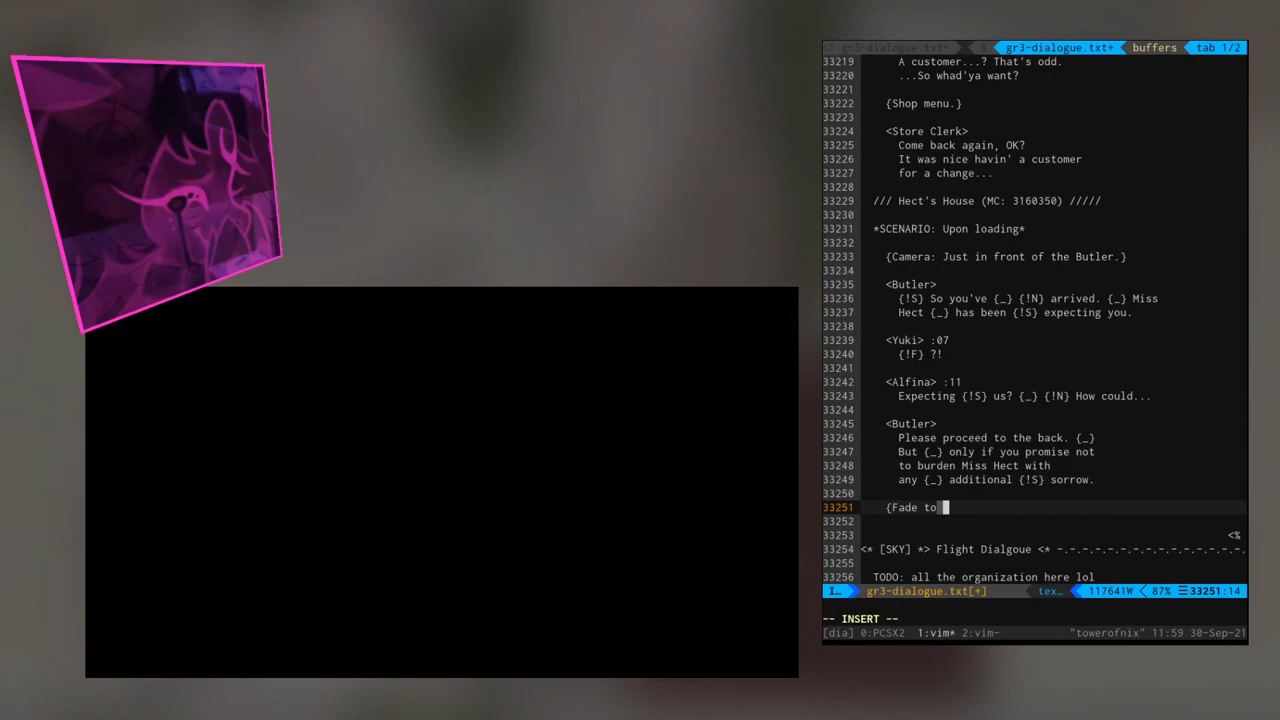 <1 gr3-dialogue.txt+ X gr3-dialogue.txt+ buffers tab 1/2
33219 A customer...? That's odd.
33220 ...So whad'ya want?
33221
33222 {Shop menu.}
33223
33224 <Store Clerk>
33225 Come back again, OK?
33226 It was nice havin' a customer
33227 for a change...
33228
33229 /// Hect's House (MC: 3160350) /////
33230
33231 *SCENARIO: Upon loading*
33232
33233 {Camera: Just in front of the Butler.}
33234
33235 <Butler>
33236 {!S} So you've {_} {!N} arrived. {_} Miss
33237 Hect {_} has been {!S} expecting you.
33238
33239 <Yuki> :07
33240 {!F} ?!
33241
33242 <Alfina> :11
33243 Expecting {!S} us? {_} {!N} How could...
33244
33245 <Butler>
33246 Please proceed to the back. {_}
33247 But {_} only if you promise not
33248 to burden Miss Hect with
33249 any {_} additional {!S} sorrow.
33250
33251 {Fade to
33252
33253 <%
33254 <* [SKY] *> Flight Dialgoue <* -.-.-.-.-.-.-.-.-.-.-.-.-.-.
33255
33256 TODO: all the organization here lol
I… gr3-dialogue.txt[+] tex… 117641W 87% ☰33251:14
-- INSERT --
[dia] 0:PCSX2 1:vim* 2:vim- "towerofnix" 11:59 30-Sep-21